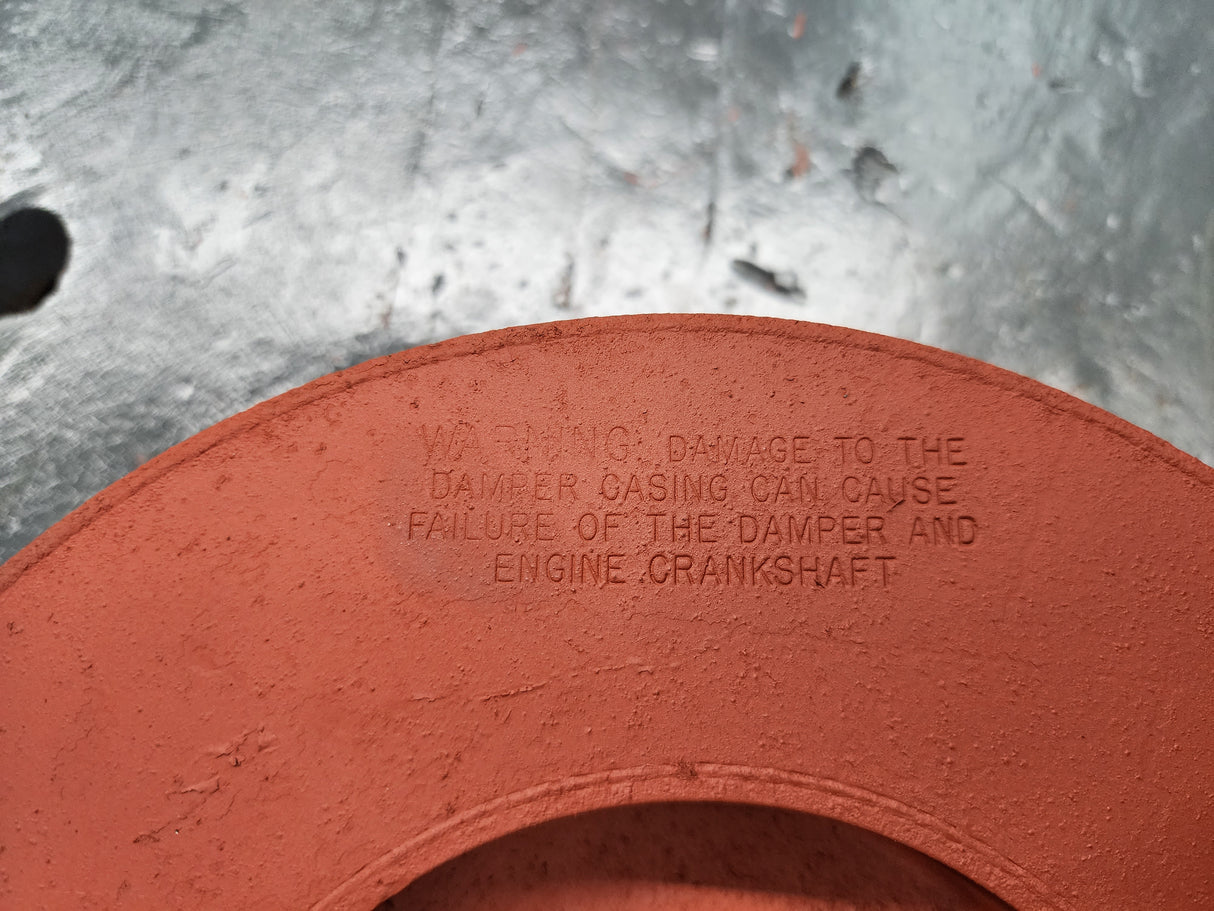 WARNING: DAMAGE TO THE
DAMPER CASING CAN CAUSE
FAILURE OF THE DAMPER AND
ENGINE CRANKSHAFT